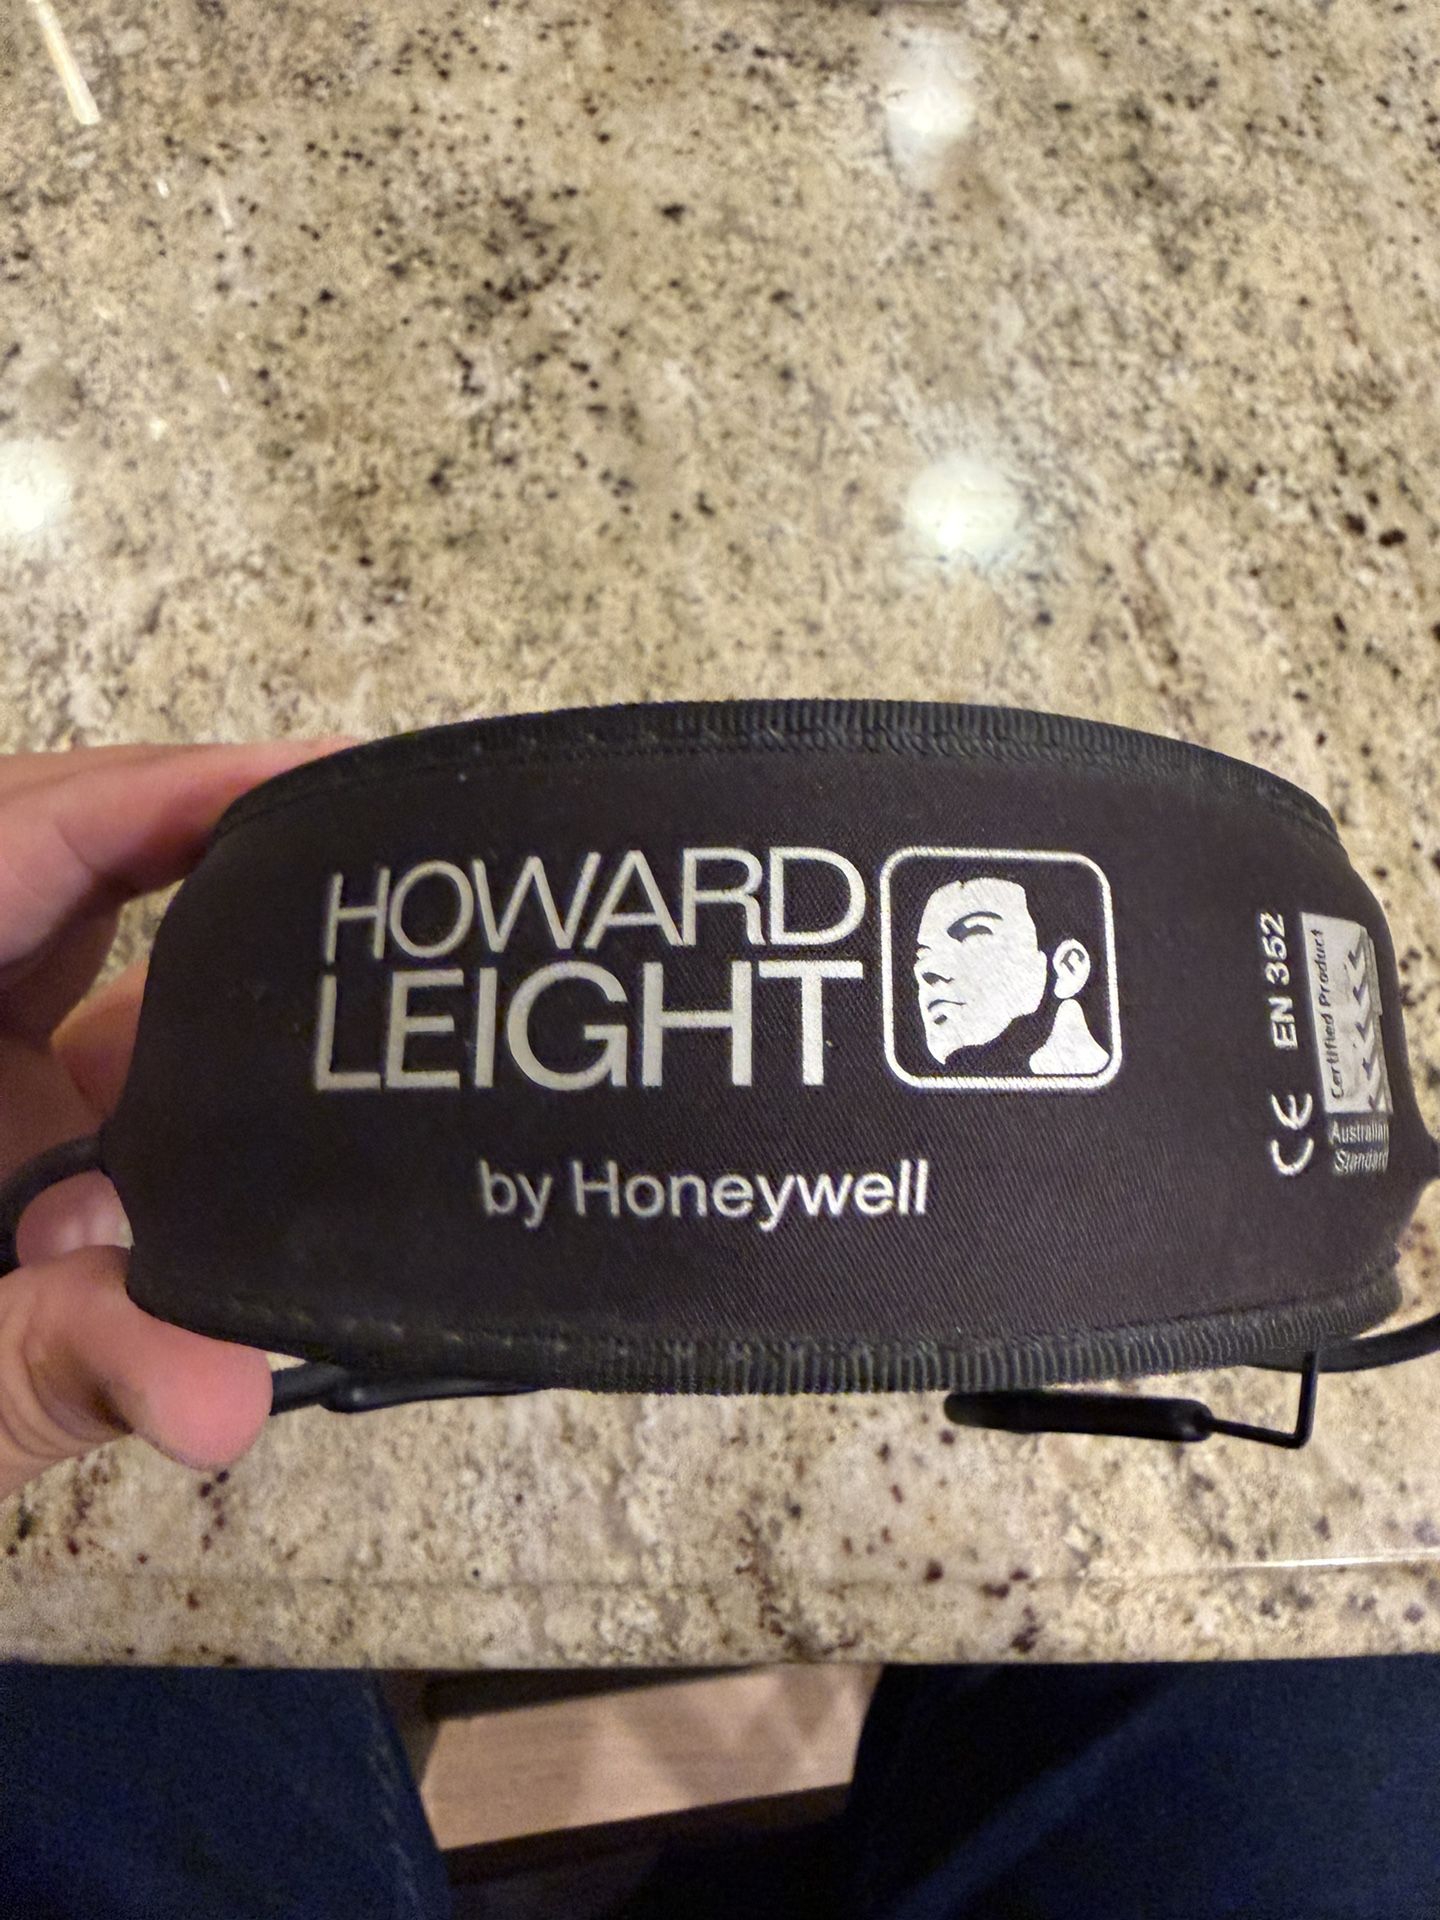 HOWARD
LEIGHT
by Honeywell
CE EN 352
Certified Product
Australian
Standard